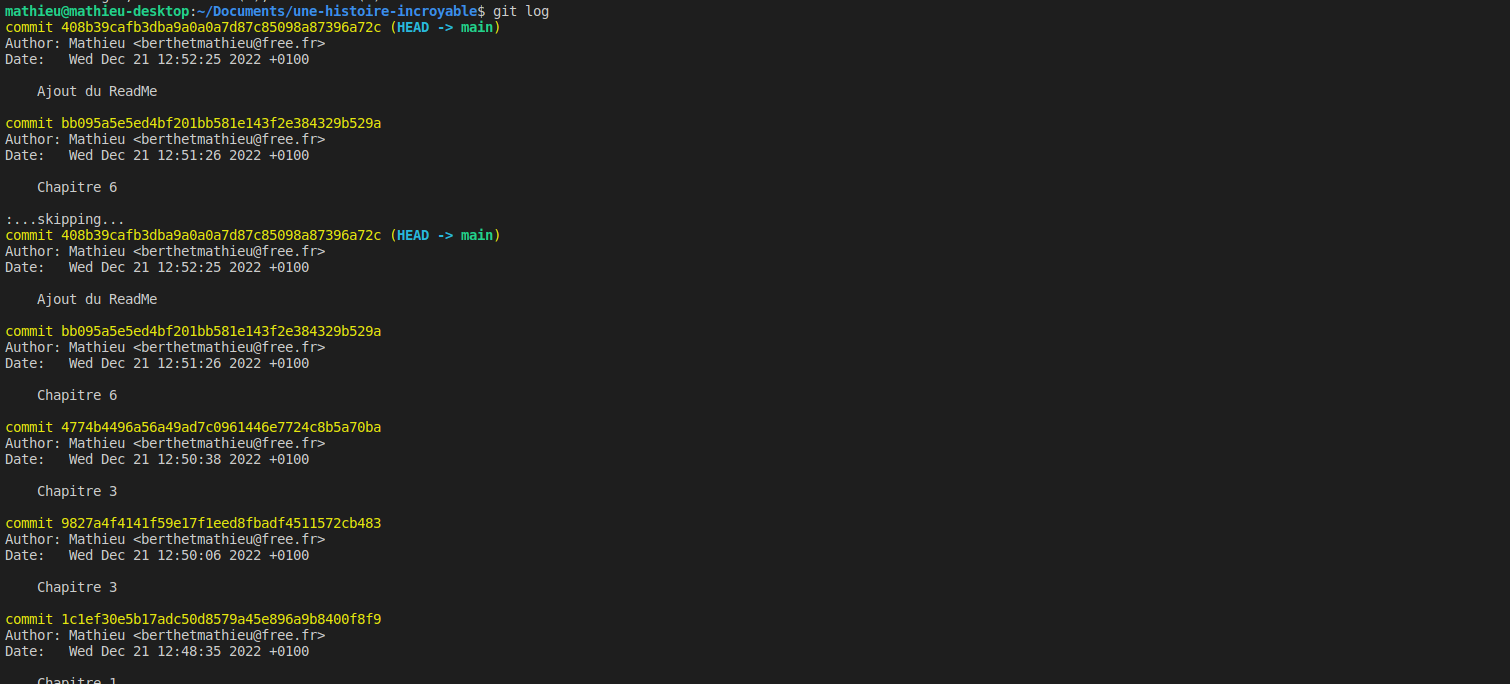 mathieu@mathieu-desktop:~/Documents/une-histoire-incroyable$ git log
commit 408b39cafb3dba9a0a0a7d87c85098a87396a72c (HEAD -> main)
Author: Mathieu <berthetmathieu@free.fr>
Date:   Wed Dec 21 12:52:25 2022 +0100
Ajout du ReadMe
commit bb095a5e5ed4bf201bb581e143f2e384329b529a
Author: Mathieu <berthetmathieu@free.fr>
Date:   Wed Dec 21 12:51:26 2022 +0100
Chapitre 6
:...skipping...
commit 408b39cafb3dba9a0a0a7d87c85098a87396a72c (HEAD -> main)
Author: Mathieu <berthetmathieu@free.fr>
Date:   Wed Dec 21 12:52:25 2022 +0100
Ajout du ReadMe
commit bb095a5e5ed4bf201bb581e143f2e384329b529a
Author: Mathieu <berthetmathieu@free.fr>
Date:   Wed Dec 21 12:51:26 2022 +0100
Chapitre 6
commit 4774b4496a56a49ad7c0961446e7724c8b5a70ba
Author: Mathieu <berthetmathieu@free.fr>
Date:   Wed Dec 21 12:50:38 2022 +0100
Chapitre 3
commit 9827a4f4141f59e17f1eed8fbadf4511572cb483
Author: Mathieu <berthetmathieu@free.fr>
Date:   Wed Dec 21 12:50:06 2022 +0100
Chapitre 3
commit 1c1ef30e5b17adc50d8579a45e896a9b8400f8f9
Author: Mathieu <berthetmathieu@free.fr>
Date:   Wed Dec 21 12:48:35 2022 +0100
Chapitre 1